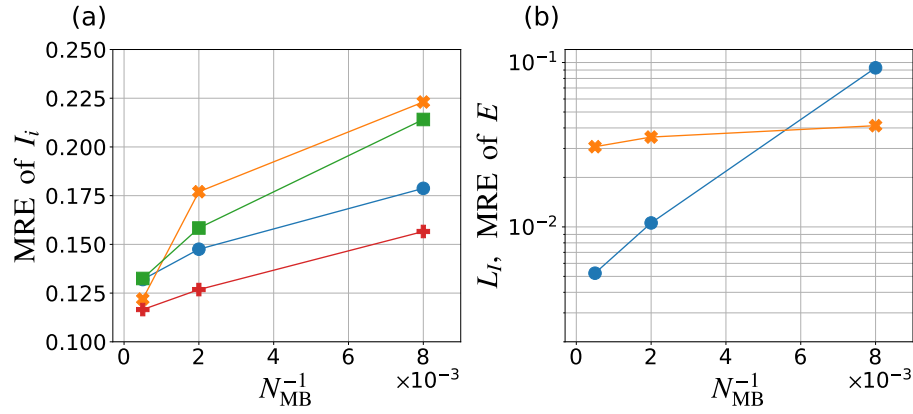 (a)
MRE of I_i
0.250
0.225
0.200
0.175
0.150
0.125
0.100
0 2 4 6 8
×10⁻³
N_MB⁻¹
(b)
L_I, MRE of E
10⁻¹
10⁻²
0 2 4 6 8
×10⁻³
N_MB⁻¹